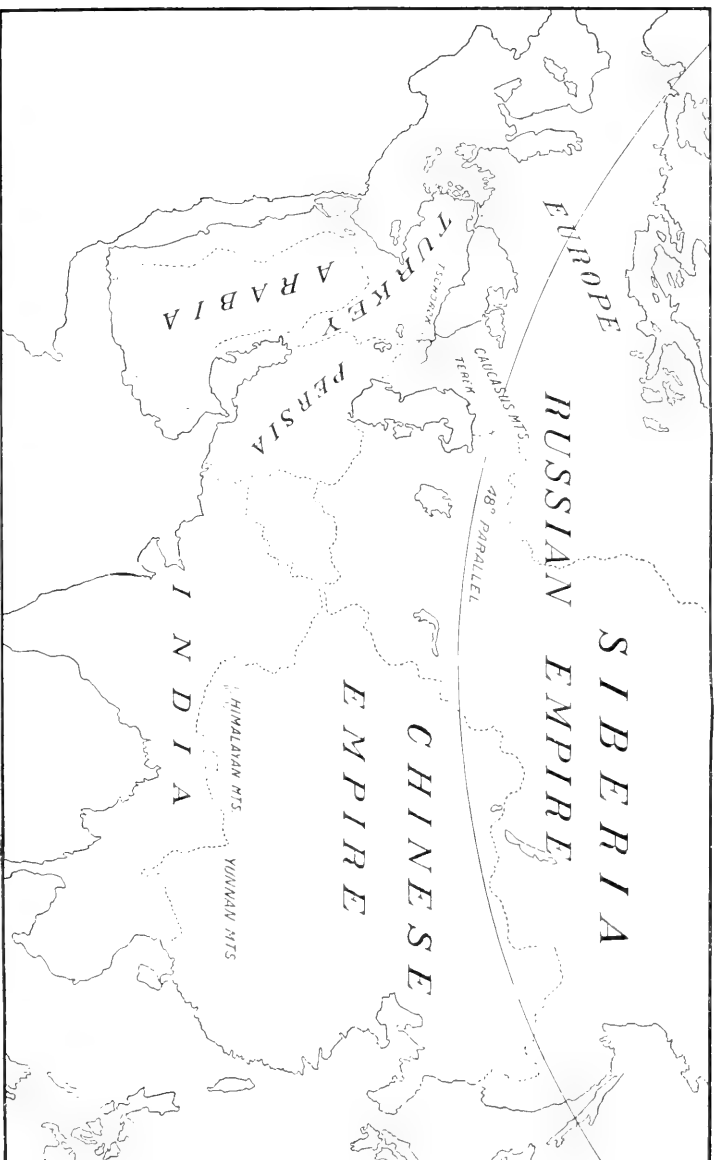 EUROPE
SIBERIA
RUSSIAN EMPIRE
48° PARALLEL
CAUCASUS MTS.
TEREK
TSCHOROK
TURKEY
ARABIA
PERSIA
CHINESE
EMPIRE
HIMALAYAN MTS.
YUNNAN MTS
INDIA